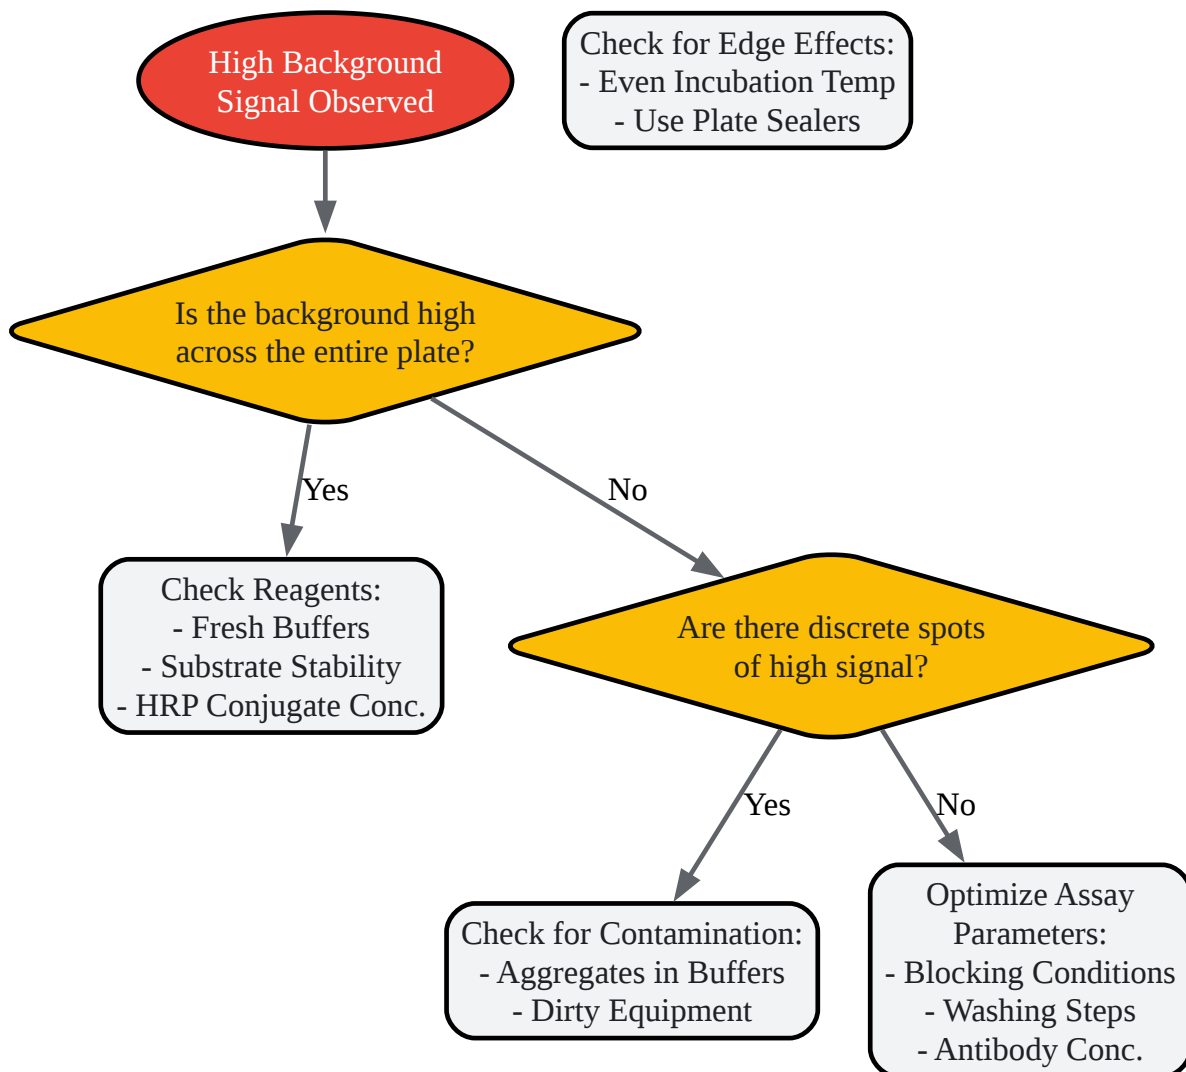 High Background
Signal Observed
Check for Edge Effects:
- Even Incubation Temp
- Use Plate Sealers
Is the background high
across the entire plate?
Yes
No
Check Reagents:
- Fresh Buffers
- Substrate Stability
- HRP Conjugate Conc.
Are there discrete spots
of high signal?
Yes
No
Check for Contamination:
- Aggregates in Buffers
- Dirty Equipment
Optimize Assay
Parameters:
- Blocking Conditions
- Washing Steps
- Antibody Conc.